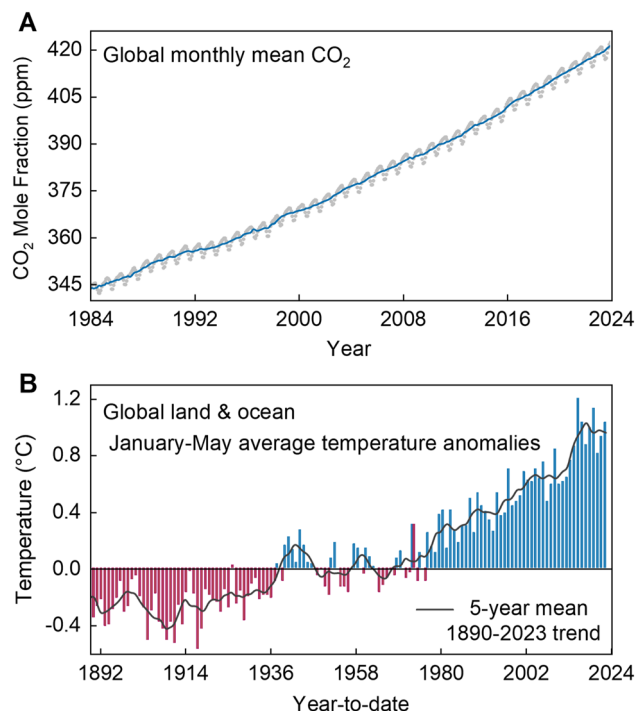 A
Global monthly mean CO₂
CO₂ Mole Fraction (ppm)
420
405
390
375
360
345
1984 1992 2000 2008 2016 2024
Year
B
Global land & ocean
January-May average temperature anomalies
Temperature (°C)
1.2
0.8
0.4
0.0
-0.4
5-year mean
1890-2023 trend
1892 1914 1936 1958 1980 2002 2024
Year-to-date